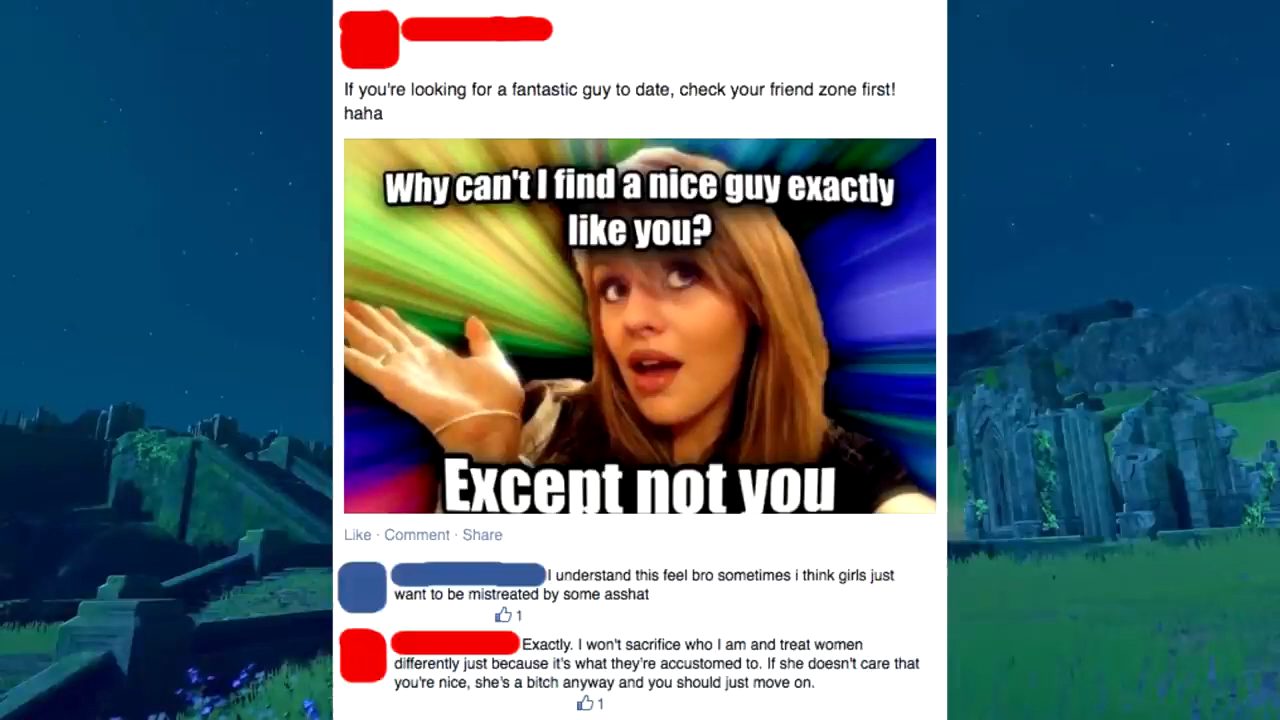 If you're looking for a fantastic guy to date, check your friend zone first!
haha
Why can't I find a nice guy exactly
like you?
Except not you
Like · Comment · Share
I understand this feel bro sometimes i think girls just
want to be mistreated by some asshat
1
Exactly. I won't sacrifice who I am and treat women
differently just because it's what they're accustomed to. If she doesn't care that
you're nice, she's a bitch anyway and you should just move on.
1